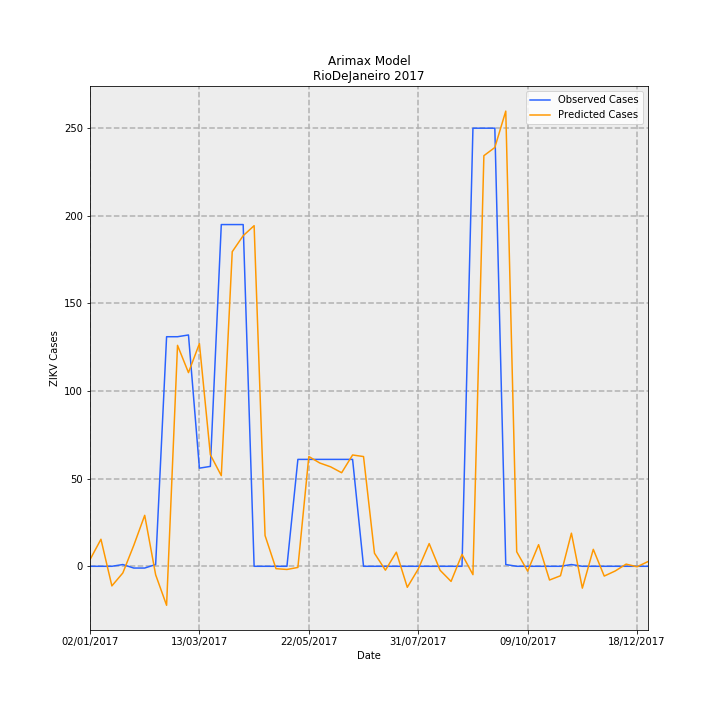 Arimax Model
RioDeJaneiro 2017
Observed Cases
Predicted Cases
250
200
150
100
50
0
ZIKV Cases
02/01/2017 13/03/2017 22/05/2017 31/07/2017 09/10/2017 18/12/2017
Date